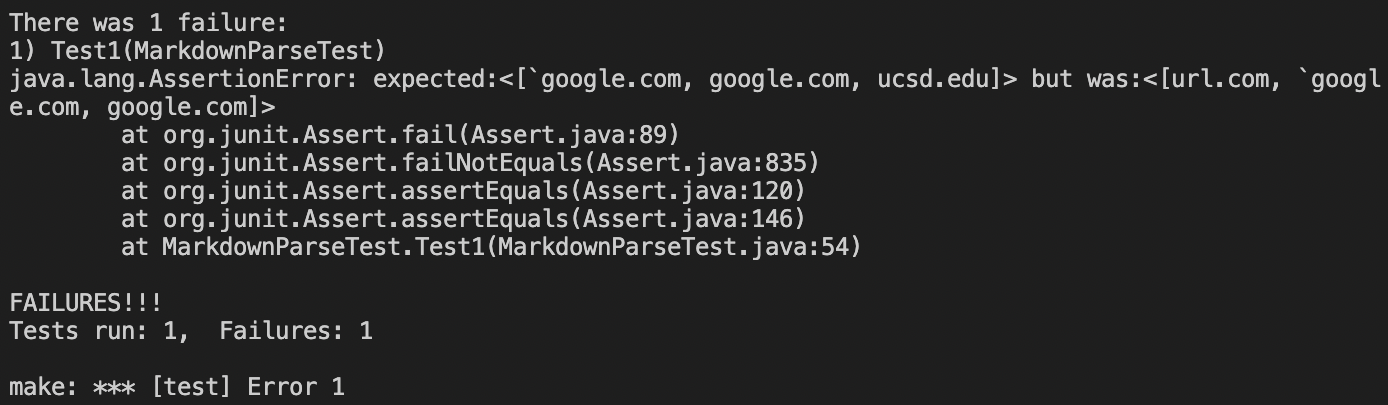 There was 1 failure:
1) Test1(MarkdownParseTest)
java.lang.AssertionError: expected:<[`google.com, google.com, ucsd.edu]> but was:<[url.com, `googl
e.com, google.com]>
        at org.junit.Assert.fail(Assert.java:89)
        at org.junit.Assert.failNotEquals(Assert.java:835)
        at org.junit.Assert.assertEquals(Assert.java:120)
        at org.junit.Assert.assertEquals(Assert.java:146)
        at MarkdownParseTest.Test1(MarkdownParseTest.java:54)

FAILURES!!!
Tests run: 1,  Failures: 1

make: *** [test] Error 1